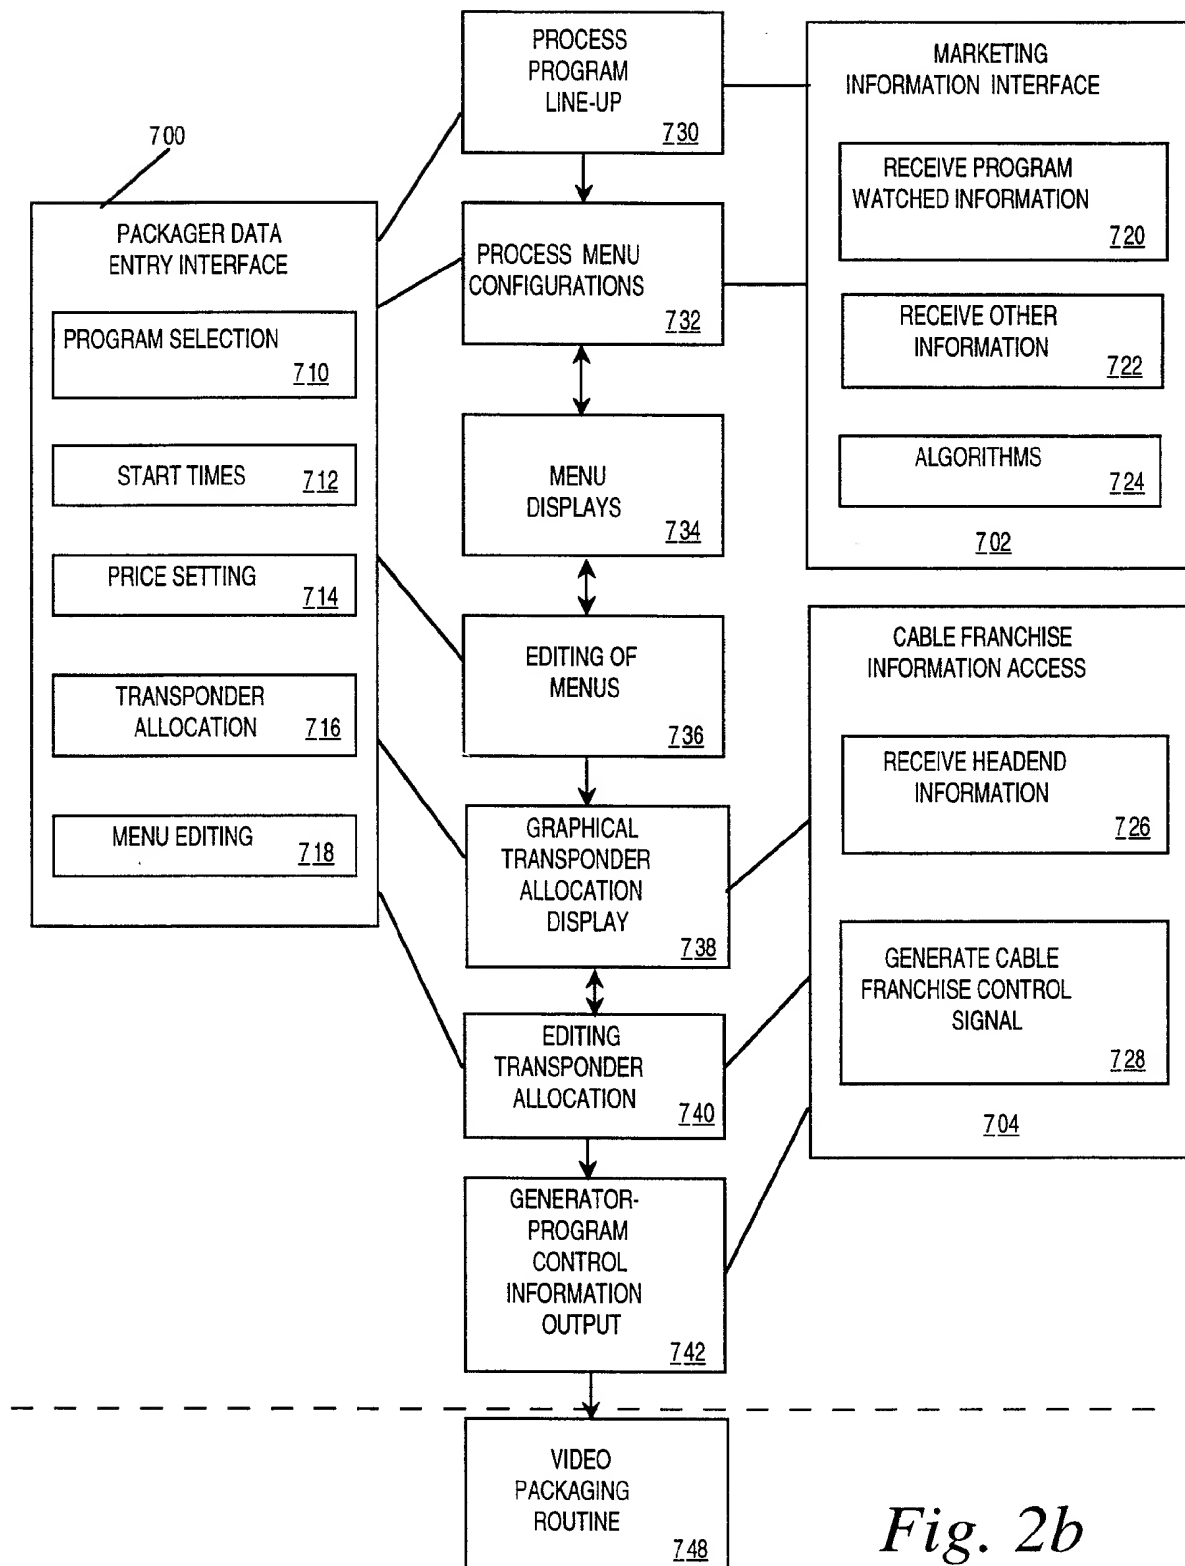 700
PACKAGER DATA
ENTRY INTERFACE
PROGRAM SELECTION
710
START TIMES 712
PRICE SETTING
714
TRANSPONDER
ALLOCATION 716
MENU EDITING 718
PROCESS
PROGRAM
LINE-UP
730
PROCESS MENU
CONFIGURATIONS
732
MENU
DISPLAYS
734
EDITING OF
MENUS
736
GRAPHICAL
TRANSPONDER
ALLOCATION
DISPLAY
738
EDITING
TRANSPONDER
ALLOCATION 740
GENERATOR-
PROGRAM
CONTROL
INFORMATION
OUTPUT
742
VIDEO
PACKAGING
ROUTINE
748
MARKETING
INFORMATION INTERFACE
RECEIVE PROGRAM
WATCHED INFORMATION
720
RECEIVE OTHER
INFORMATION
722
ALGORITHMS
724
702
CABLE FRANCHISE
INFORMATION ACCESS
RECEIVE HEADEND
INFORMATION
726
GENERATE CABLE
FRANCHISE CONTROL
SIGNAL
728
704
Fig. 2b